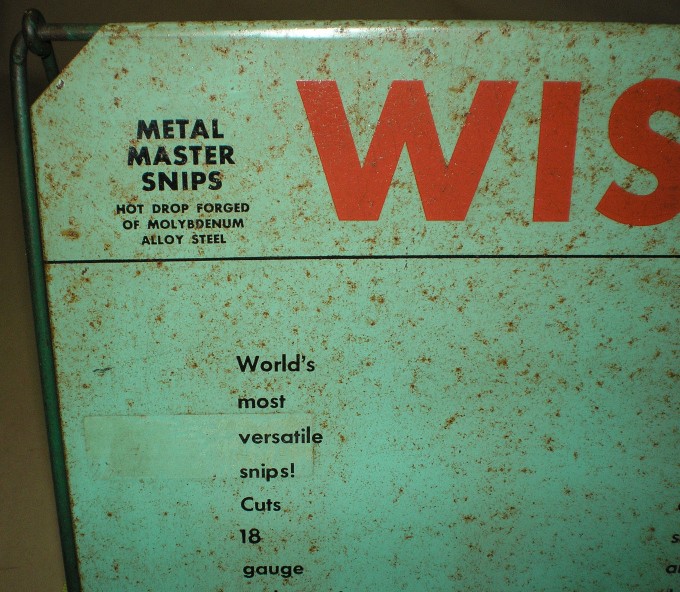 METAL
MASTER
SNIPS
HOT DROP FORGED
OF MOLYBDENUM
ALLOY STEEL
WIS
World's
most
versatile
snips!
Cuts
18
gauge